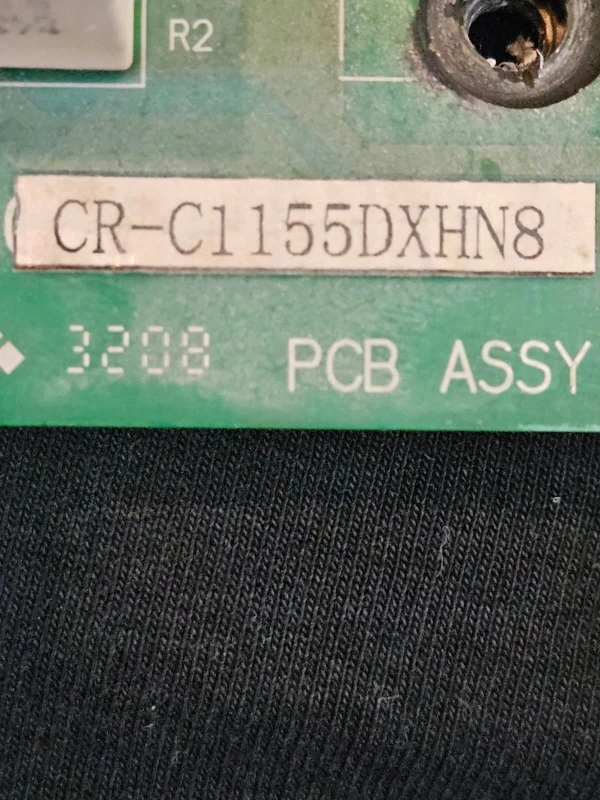 R2
CR-C1155DXHN8
3208 PCB ASSY